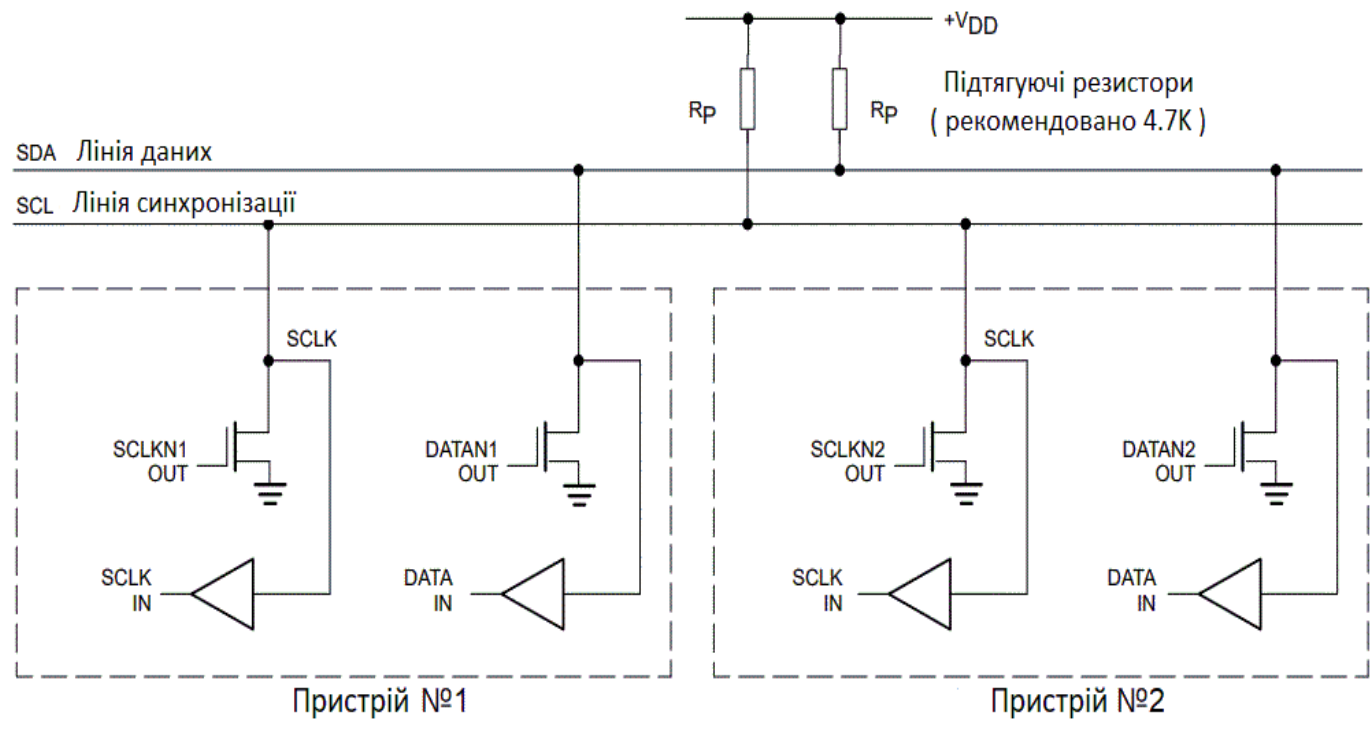 +VDD
Підтягуючі резистори
( рекомендовано 4.7K )
RP
RP
SDA Лінія даних
SCL Лінія синхронізації
SCLK
SCLK
SCLKN1
OUT
DATAN1
OUT
SCLKN2
OUT
DATAN2
OUT
SCLK
IN
DATA
IN
SCLK
IN
DATA
IN
Пристрій №1
Пристрій №2